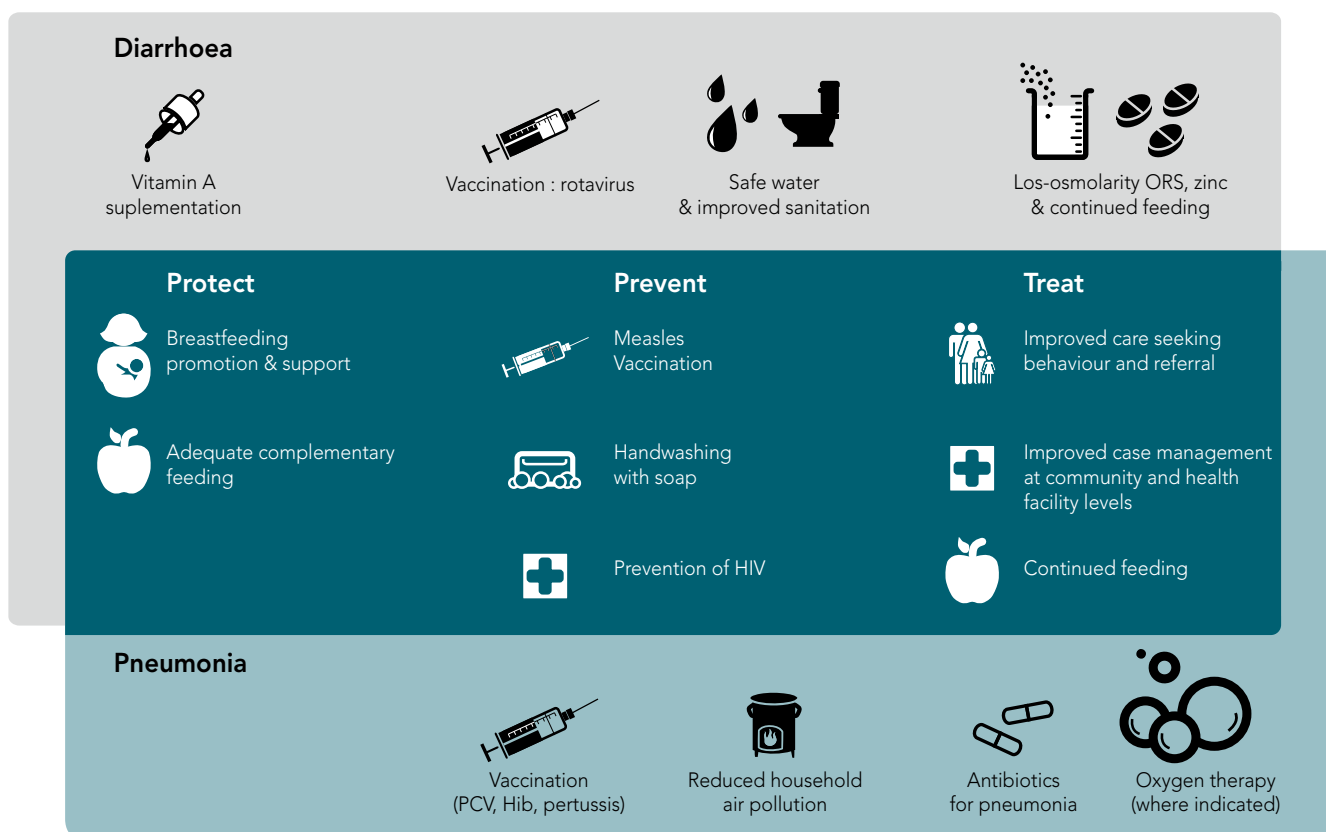 Diarrhoea
Vitamin A
suplementation
Vaccination : rotavirus
Safe water
& improved sanitation
Los-osmolarity ORS, zinc
& continued feeding
Protect
Prevent
Treat
Breastfeeding
promotion & support
Measles
Vaccination
Improved care seeking
behaviour and referral
Adequate complementary
feeding
Handwashing
with soap
Improved case management
at community and health
facility levels
Prevention of HIV
Continued feeding
Pneumonia
Vaccination
(PCV, Hib, pertussis)
Reduced household
air pollution
Antibiotics
for pneumonia
Oxygen therapy
(where indicated)